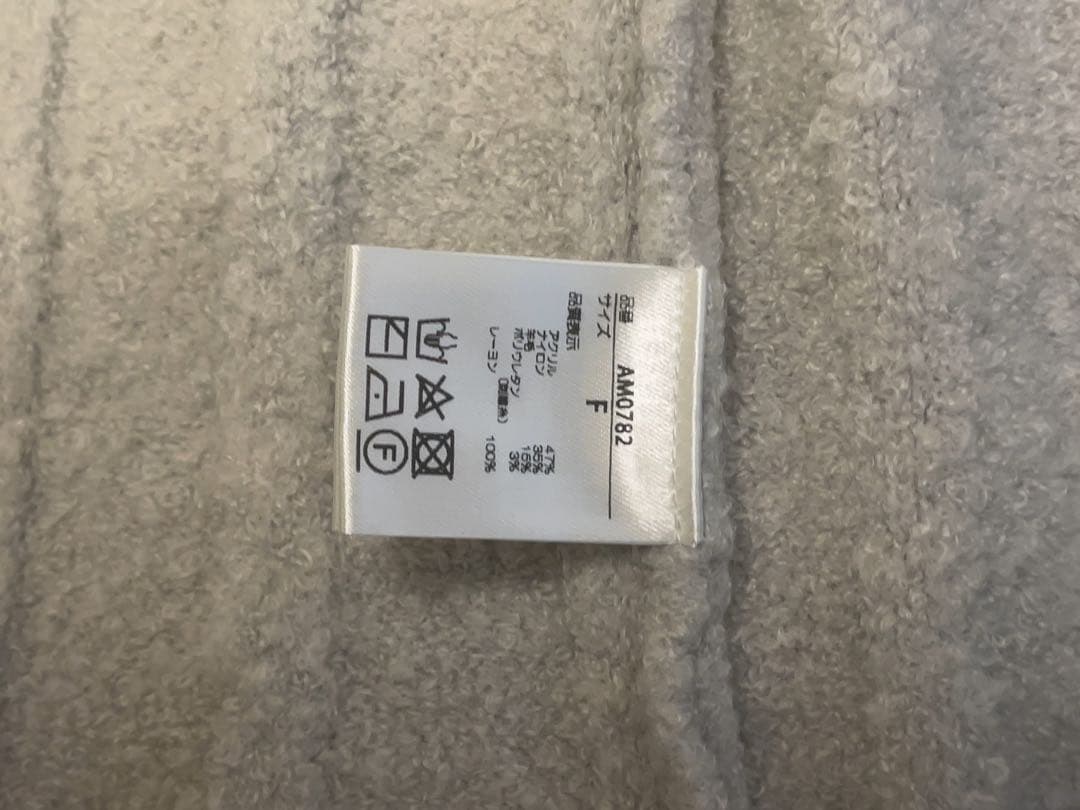 品番 AM0782
サイズ F
品質表示
アクリル 47%
ナイロン 35%
羊毛 15%
ポリウレタン 3%
レーヨン 100%
F